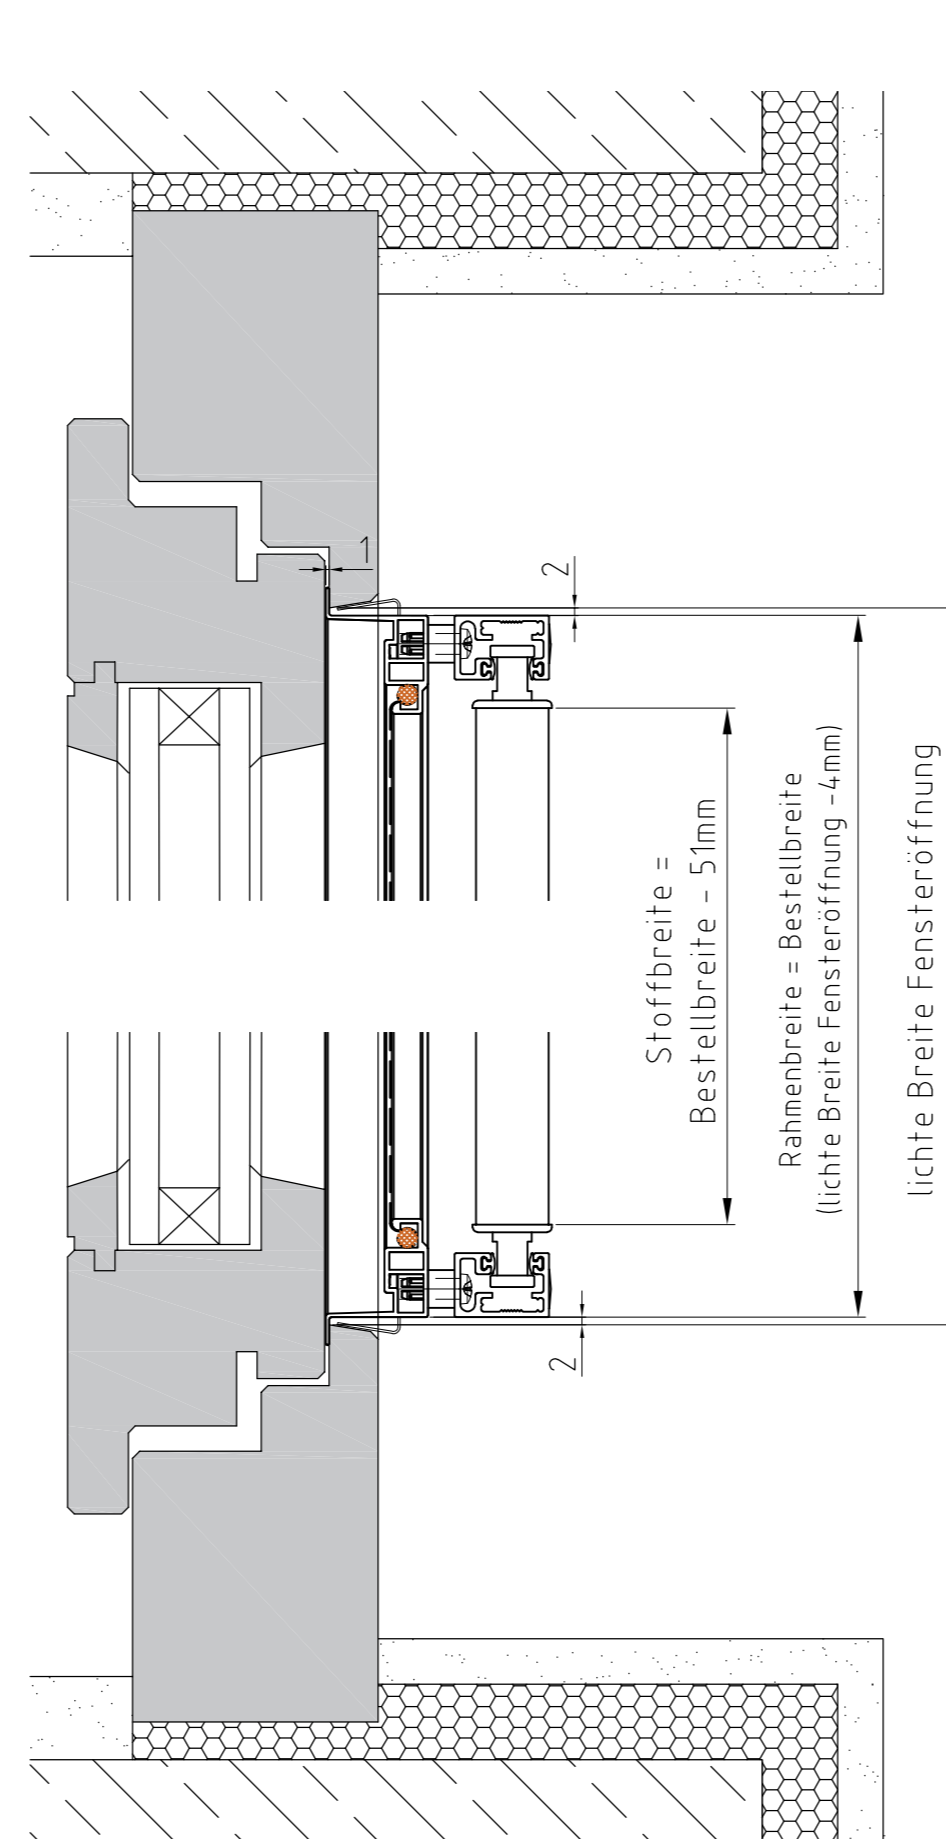 1
2
Stoffbreite =
Bestellbreite - 51mm
Rahmenbreite = Bestellbreite
(lichte Breite Fensteröffnung -4mm)
lichte Breite Fensteröffnung
2